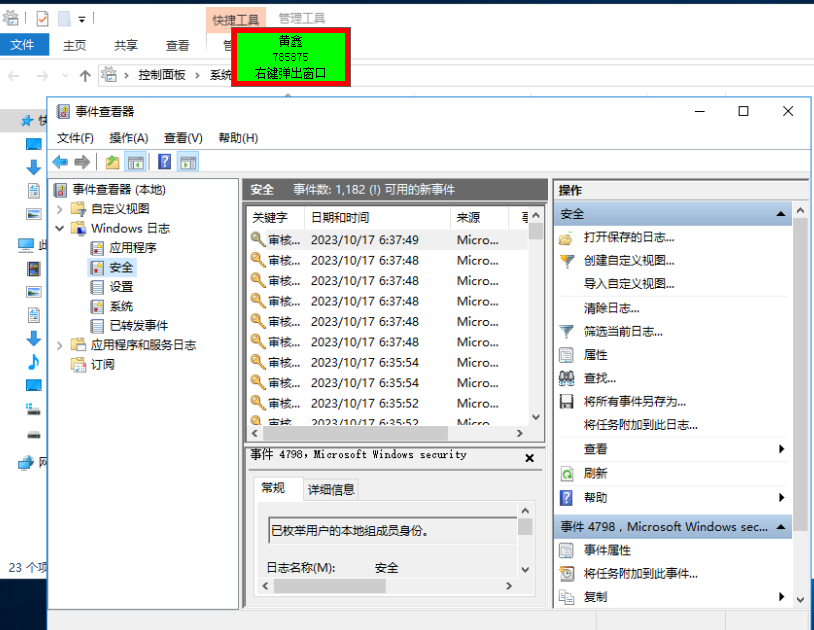 快捷工具
管理工具
文件
主页
共享
查看
黄鑫
785875
右键弹出窗口
控制面板
系统
事件查看器
文件(F) 操作(A) 查看(V) 帮助(H)
事件查看器 (本地)
自定义视图
Windows 日志
应用程序
安全
设置
系统
已转发事件
应用程序和服务日志
订阅
安全 事件数: 1,182 (!) 可用的新事件
关键字 日期和时间 来源
审核... 2023/10/17 6:37:49 Micro...
审核... 2023/10/17 6:37:48 Micro...
审核... 2023/10/17 6:37:48 Micro...
审核... 2023/10/17 6:37:48 Micro...
审核... 2023/10/17 6:37:48 Micro...
审核... 2023/10/17 6:37:48 Micro...
审核... 2023/10/17 6:35:54 Micro...
审核... 2023/10/17 6:35:54 Micro...
审核... 2023/10/17 6:35:52 Micro...
审核... 2023/10/17 6:35:52 Micro...
事件 4798，Microsoft Windows security
常规 详细信息
已枚举用户的本地组成员身份。
日志名称(M): 安全
操作
安全
打开保存的日志...
创建自定义视图...
导入自定义视图...
清除日志...
筛选当前日志...
属性
查找...
将所有事件另存为...
将任务附加到此日志...
查看
刷新
帮助
事件 4798，Microsoft Windows sec...
事件属性
将任务附加到此事件...
复制
23 个项